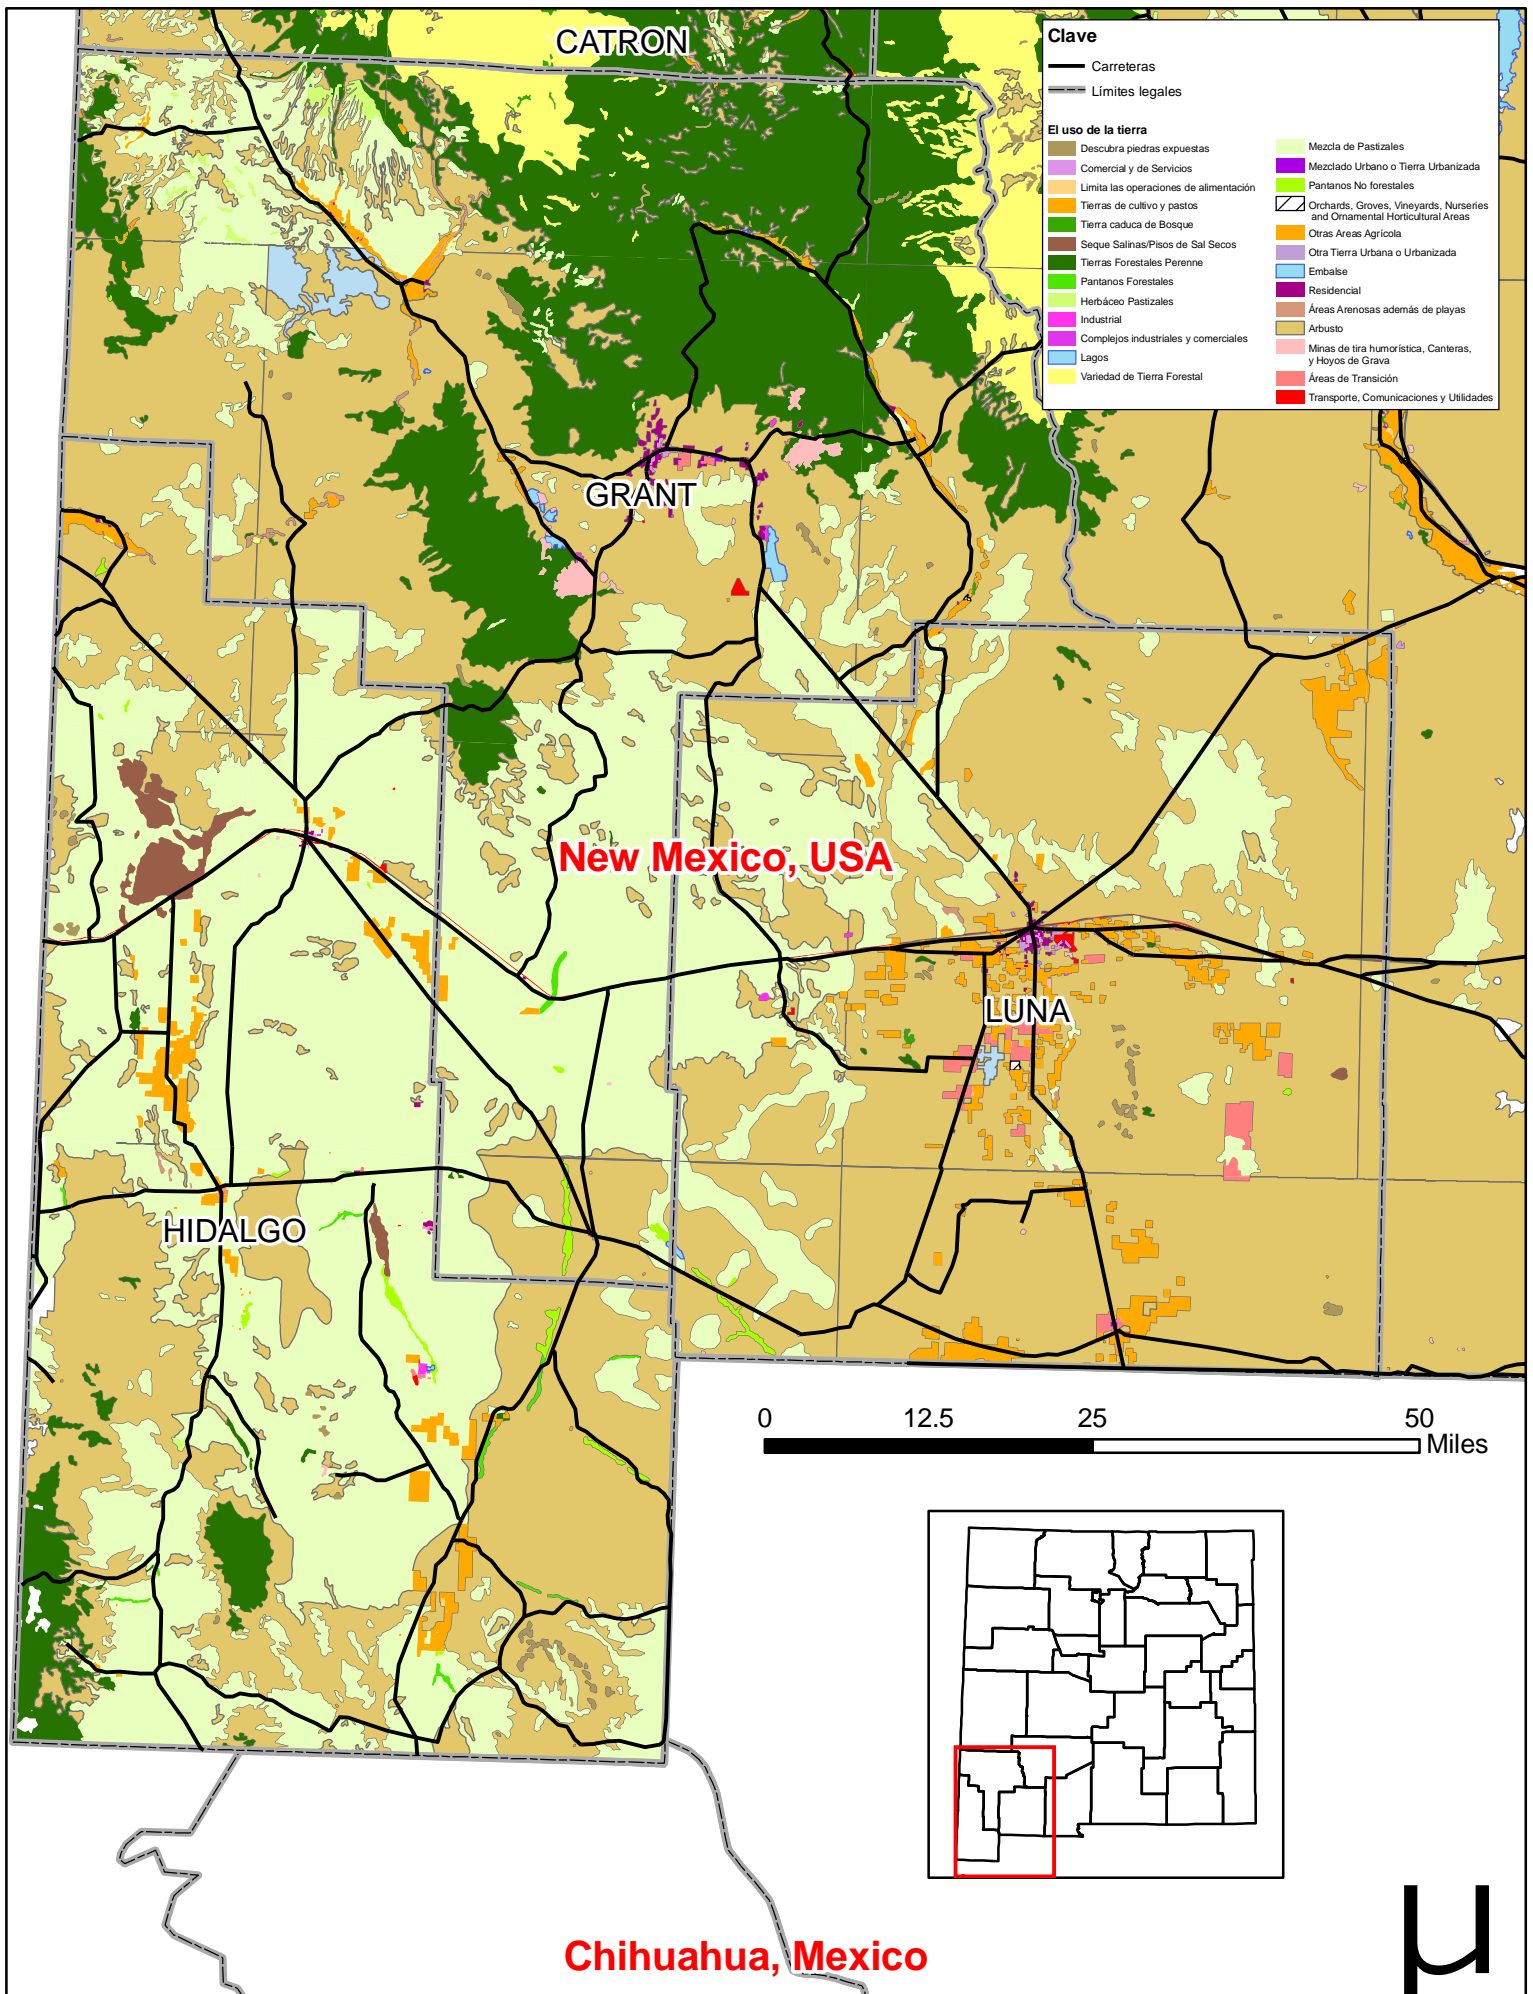 CATRON
Clave
Carreteras
Límites legales
El uso de la tierra
Descubra piedras expuestas
Comercial y de Servicios
Limita las operaciones de alimentación
Tierras de cultivo y pastos
Tierra caduca de Bosque
Seque Salinas/Pisos de Sal Secos
Tierras Forestales Perenne
Pantanos Forestales
Herbáceo Pastizales
Industrial
Complejos industriales y comerciales
Lagos
Variedad de Tierra Forestal
Mezcla de Pastizales
Mezclado Urbano o Tierra Urbanizada
Pantanos No forestales
Orchards, Groves, Vineyards, Nurseries
and Ornamental Horticultural Areas
Otras Areas Agrícola
Otra Tierra Urbana o Urbanizada
Embalse
Residencial
Áreas Arenosas además de playas
Arbusto
Minas de tira humorística, Canteras,
y Hoyos de Grava
Áreas de Transición
Transporte, Comunicaciones y Utilidades
GRANT
New Mexico, USA
LUNA
HIDALGO
0 12.5 25 50
Miles
Chihuahua, Mexico
µ